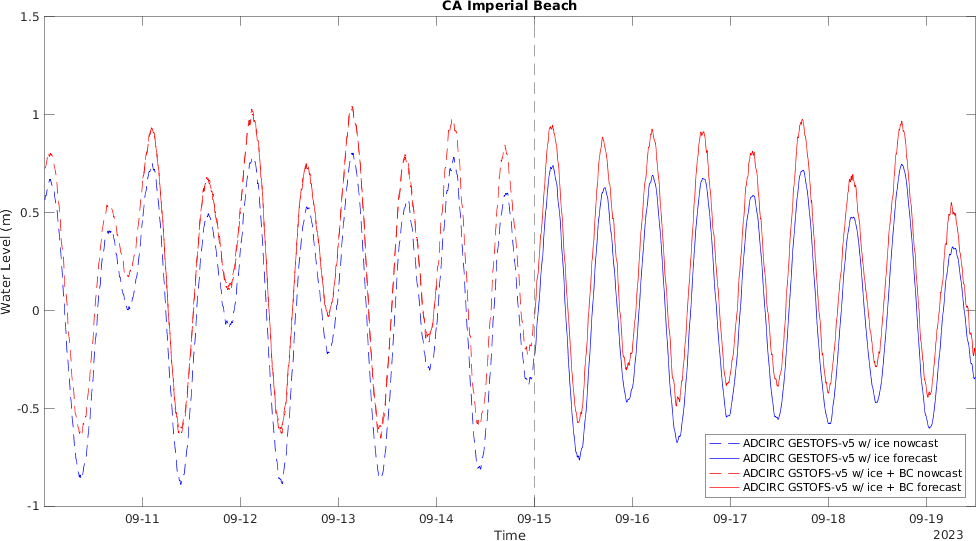 CA Imperial Beach
1.5
1
0.5
0
-0.5
-1
Water Level (m)
09-11
09-12
09-13
09-14
09-15
09-16
09-17
09-18
09-19
Time
2023
ADCIRC GESTOFS-v5 w/ ice nowcast
ADCIRC GESTOFS-v5 w/ ice forecast
ADCIRC GSTOFS-v5 w/ ice + BC nowcast
ADCIRC GSTOFS-v5 w/ ice + BC forecast